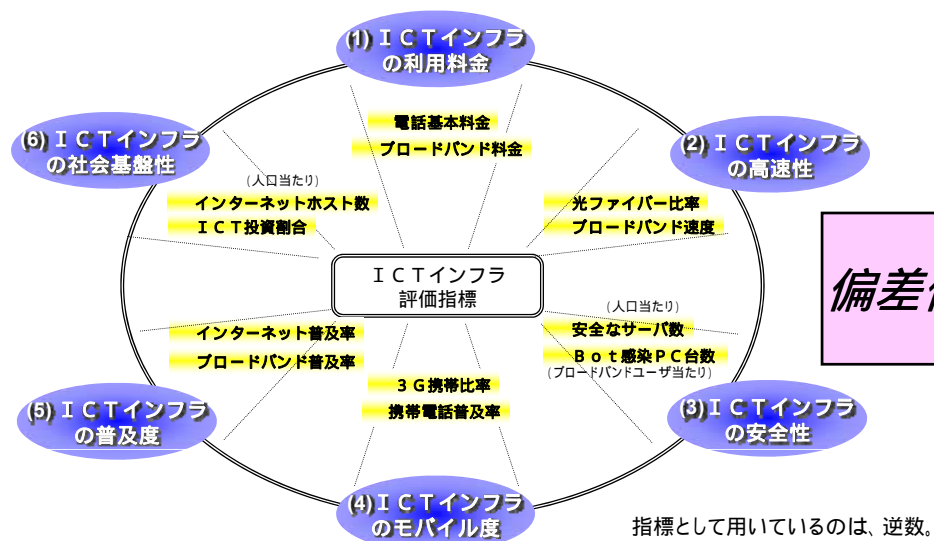 (1) ＩＣＴインフラ
の利用料金
電話基本料金
ブロードバンド料金
(6) ＩＣＴインフラ
の社会基盤性
(2) ＩＣＴインフラ
の高速性
(人口当たり)
インターネットホスト数
ＩＣＴ投資割合
光ファイバー比率
ブロードバンド速度
ＩＣＴインフラ
評価指標
偏差
(人口当たり)
安全なサーバ数
Ｂｏｔ感染ＰＣ台数
(ブロードバンドユーザ当たり)
インターネット普及率
ブロードバンド普及率
３Ｇ携帯比率
携帯電話普及率
(5) ＩＣＴインフラ
の普及度
(3)ＩＣＴインフラ
の安全性
(4)ＩＣＴインフラ
のモバイル度
指標として用いているのは、逆数。